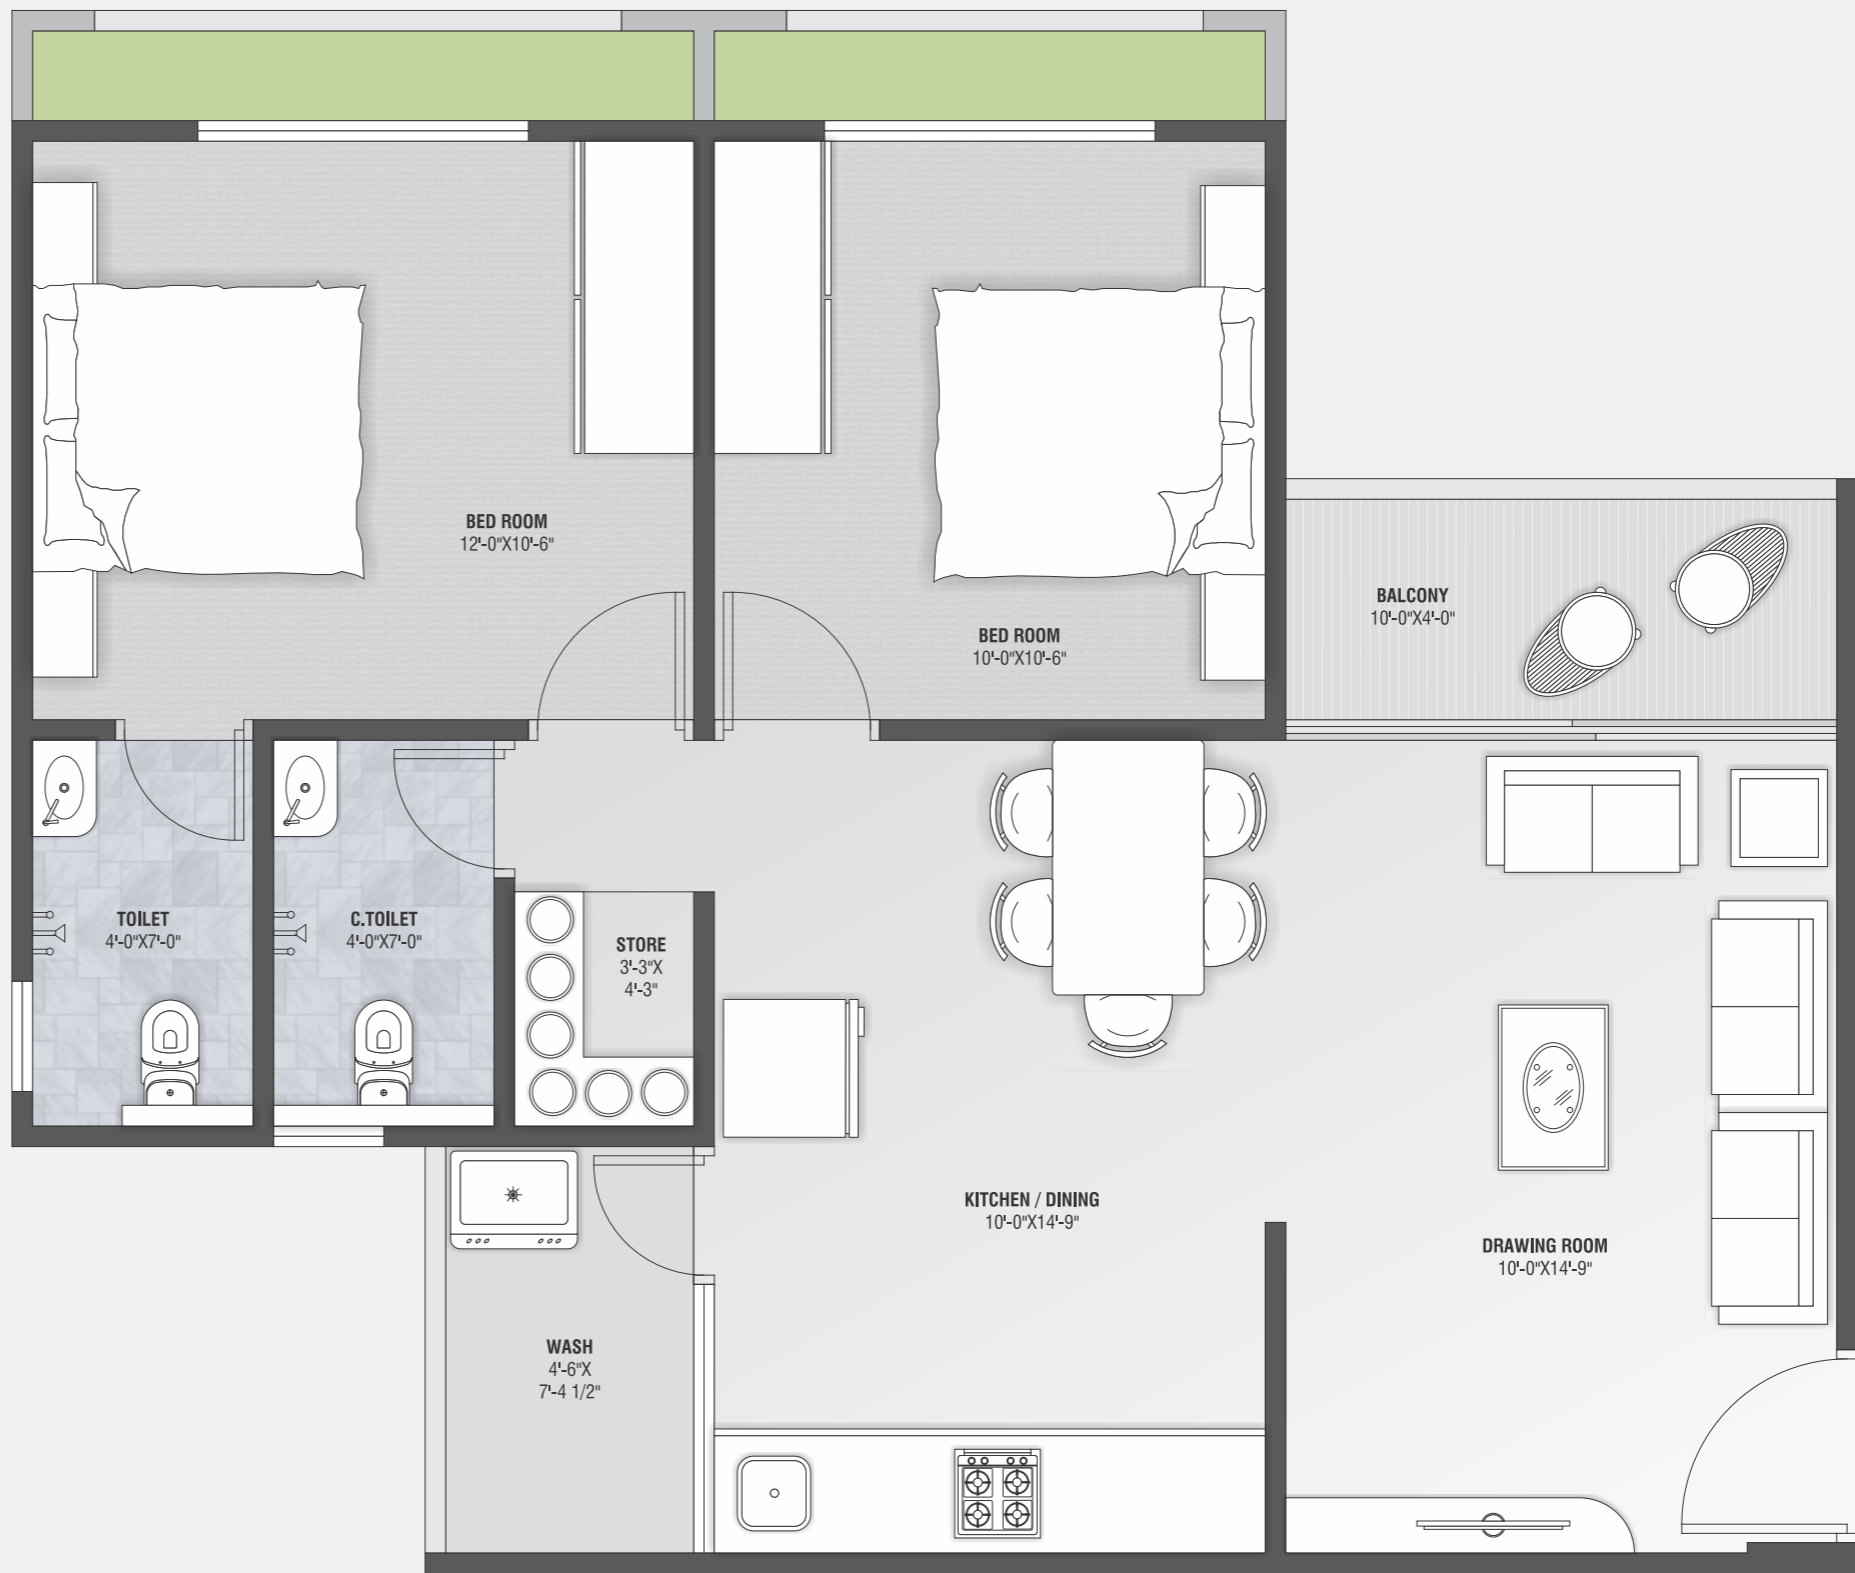 BED ROOM
12'-0"X10'-6"
BED ROOM
10'-0"X10'-6"
BALCONY
10'-0"X4'-0"
TOILET
4'-0"X7'-0"
C.TOILET
4'-0"X7'-0"
STORE
3'-3"X
4'-3"
KITCHEN / DINING
10'-0"X14'-9"
DRAWING ROOM
10'-0"X14'-9"
WASH
4'-6"X
7'-4 1/2"